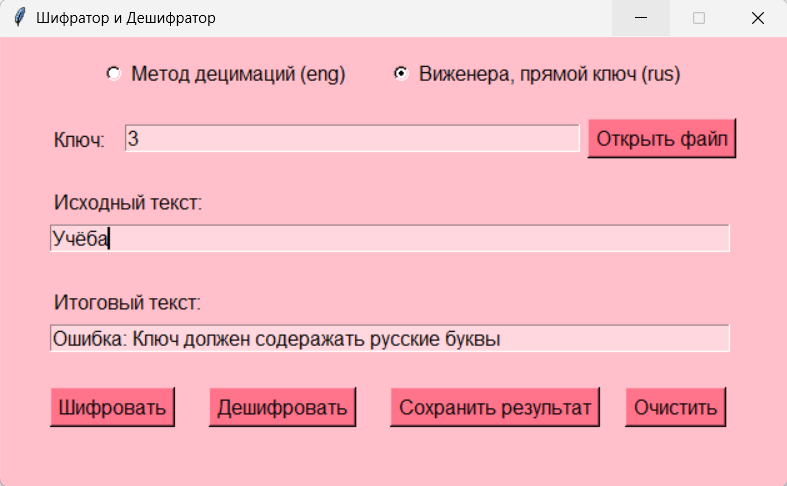 Шифратор и Дешифратор
Метод децимаций (eng) Виженера, прямой ключ (rus)
Ключ: 3 Открыть файл
Исходный текст:
Учёба
Итоговый текст:
Ошибка: Ключ должен содеражать русские буквы
Шифровать Дешифровать Сохранить результат Очистить